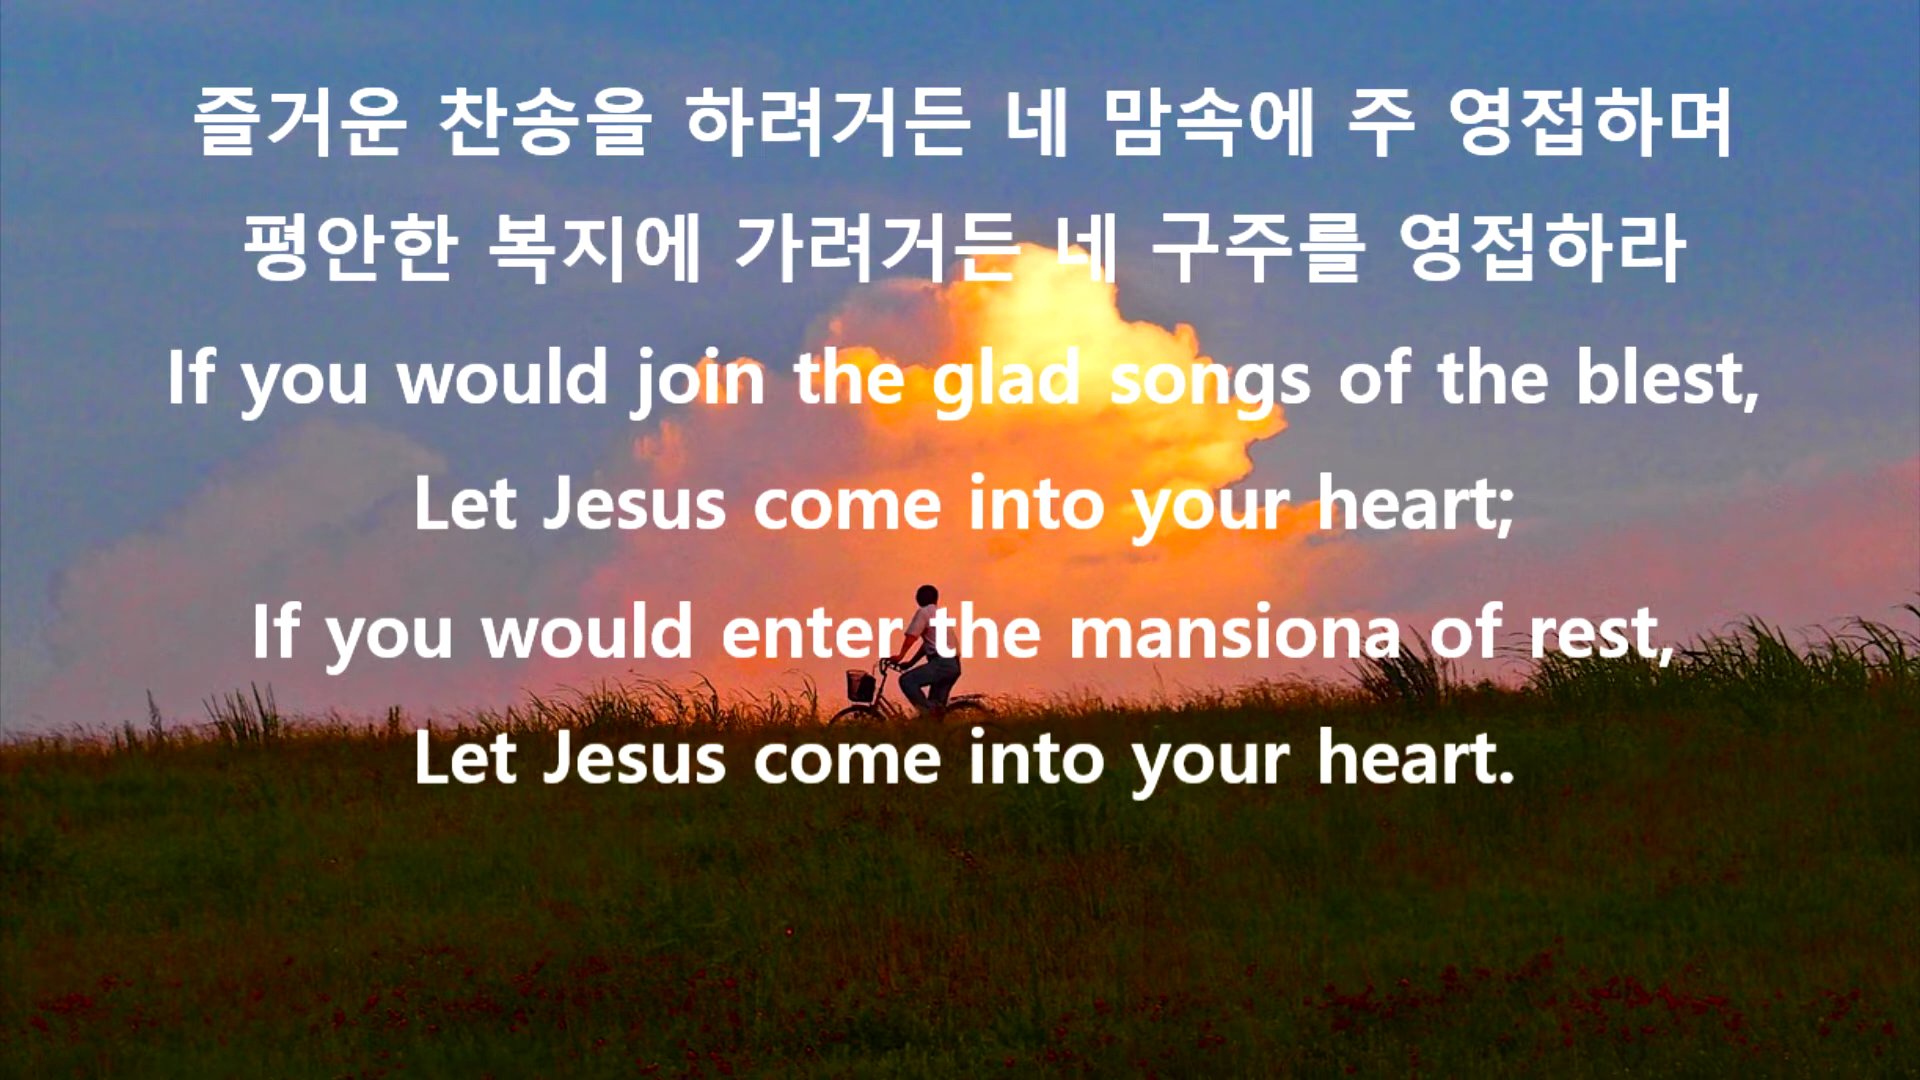 즐거운 찬송을 하려거든 네 맘속에 주 영접하며
평안한 복지에 가려거든 네 구주를 영접하라
If you would join the glad songs of the blest,
Let Jesus come into your heart;
If you would enter the mansiona of rest,
Let Jesus come into your heart.